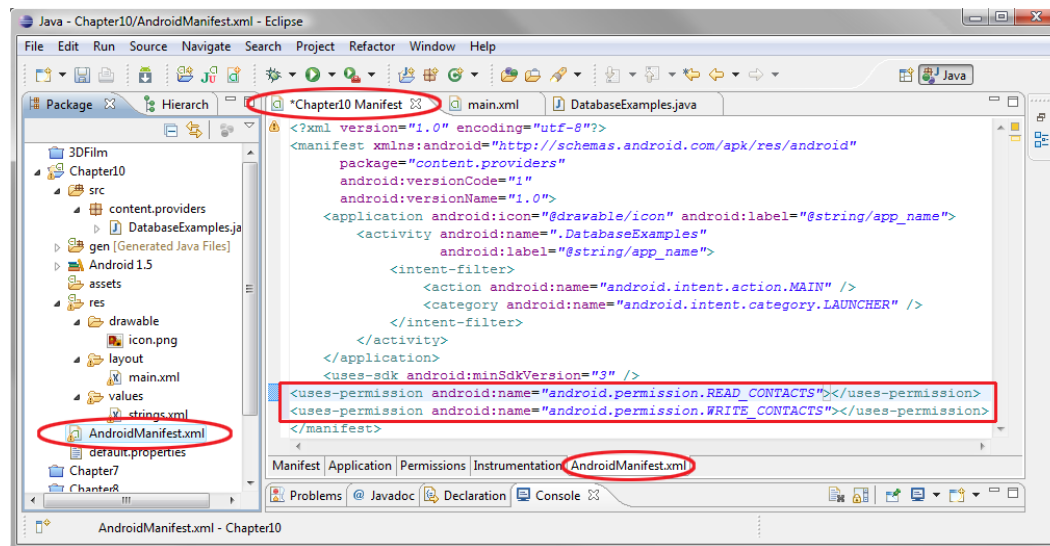 Java - Chapter10/AndroidManifest.xml - Eclipse
File Edit Run Source Navigate Search Project Refactor Window Help
Java
Package Hierarch
*Chapter10 Manifest main.xml DatabaseExamples.java
3DFilm
Chapter10
src
content.providers
DatabaseExamples.ja
gen [Generated Java Files]
Android 1.5
assets
res
drawable
icon.png
layout
main.xml
values
strings.xml
AndroidManifest.xml
default.properties
Chapter7
Chapter8
<?xml version="1.0" encoding="utf-8"?>
<manifest xmlns:android="http://schemas.android.com/apk/res/android"
package="content.providers"
android:versionCode="1"
android:versionName="1.0">
<application android:icon="@drawable/icon" android:label="@string/app_name">
<activity android:name=".DatabaseExamples"
android:label="@string/app_name">
<intent-filter>
<action android:name="android.intent.action.MAIN" />
<category android:name="android.intent.category.LAUNCHER" />
</intent-filter>
</activity>
</application>
<uses-sdk android:minSdkVersion="3" />
<uses-permission android:name="android.permission.READ_CONTACTS"></uses-permission>
<uses-permission android:name="android.permission.WRITE_CONTACTS"></uses-permission>
</manifest>
Manifest Application Permissions Instrumentation AndroidManifest.xml
Problems @ Javadoc Declaration Console
AndroidManifest.xml - Chapter10